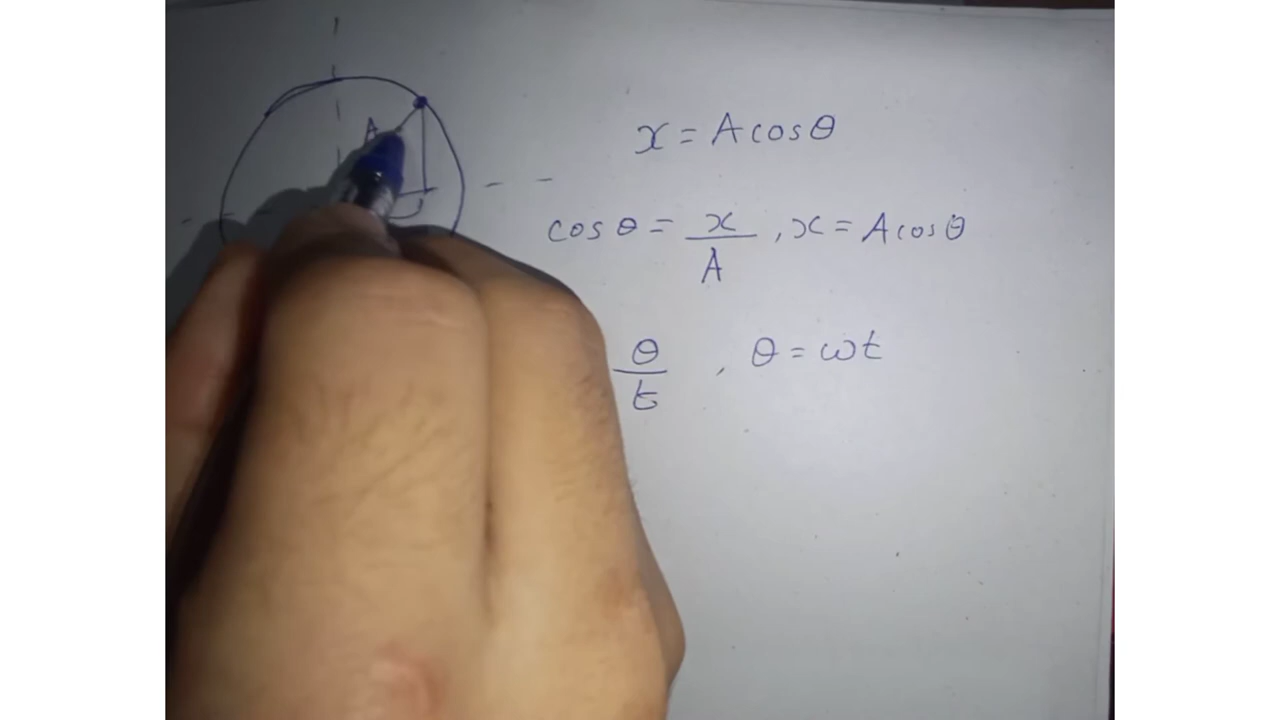 A
x = A cos θ
cos θ = x / A , x = A cos θ
θ / t , θ = ωt